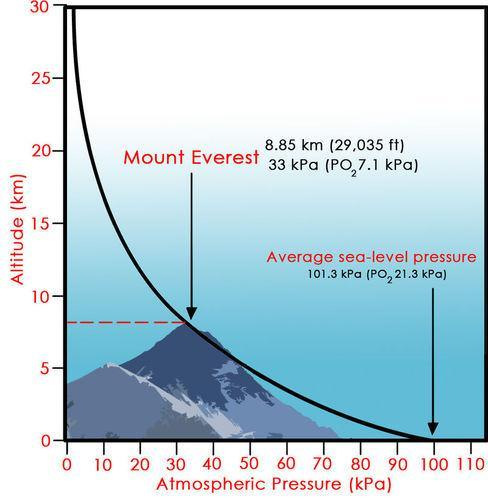 30
25
20
15
10
5
0
Altitude (km)
Mount Everest
8.85 km (29,035 ft)
33 kPa (PO2 7.1 kPa)
Average sea-level pressure
101.3 kPa (PO2 21.3 kPa)
0 10 20 30 40 50 60 70 80 90 100 110
Atmospheric Pressure (kPa)